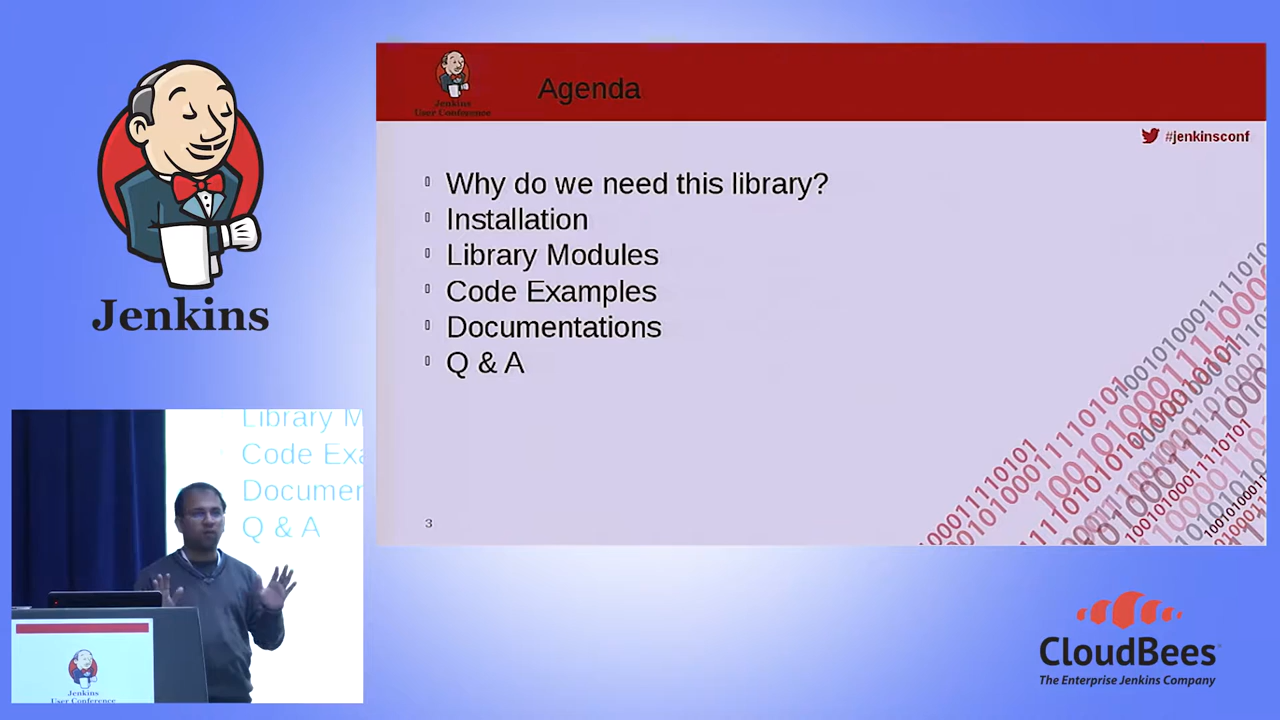 Jenkins
Jenkins
User Conference
Agenda
#jenkinsconf
Why do we need this library?
Installation
Library Modules
Code Examples
Documentations
Q & A
3
Library M
Code Exa
Documen
Q & A
Jenkins
User Conference
CloudBees
The Enterprise Jenkins Company